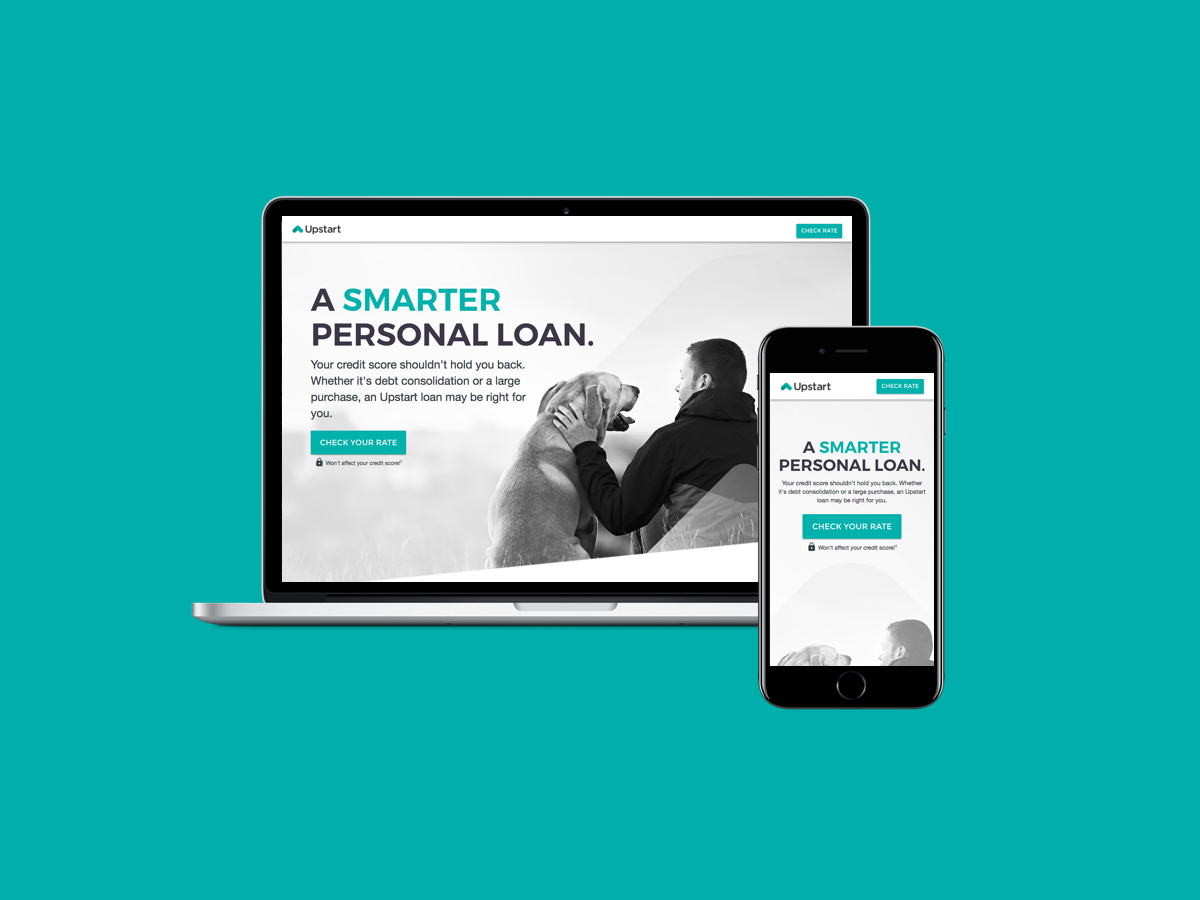 Upstart
CHECK RATE
A SMARTER
PERSONAL LOAN.
Your credit score shouldn't hold you back.
Whether it's debt consolidation or a large
purchase, an Upstart loan may be right for
you.
CHECK YOUR RATE
Won't affect your credit score!¹
Upstart
CHECK RATE
A SMARTER
PERSONAL LOAN.
Your credit score shouldn't hold you back. Whether
it's debt consolidation or a large purchase, an Upstart
loan may be right for you.
CHECK YOUR RATE
Won't affect your credit score!¹